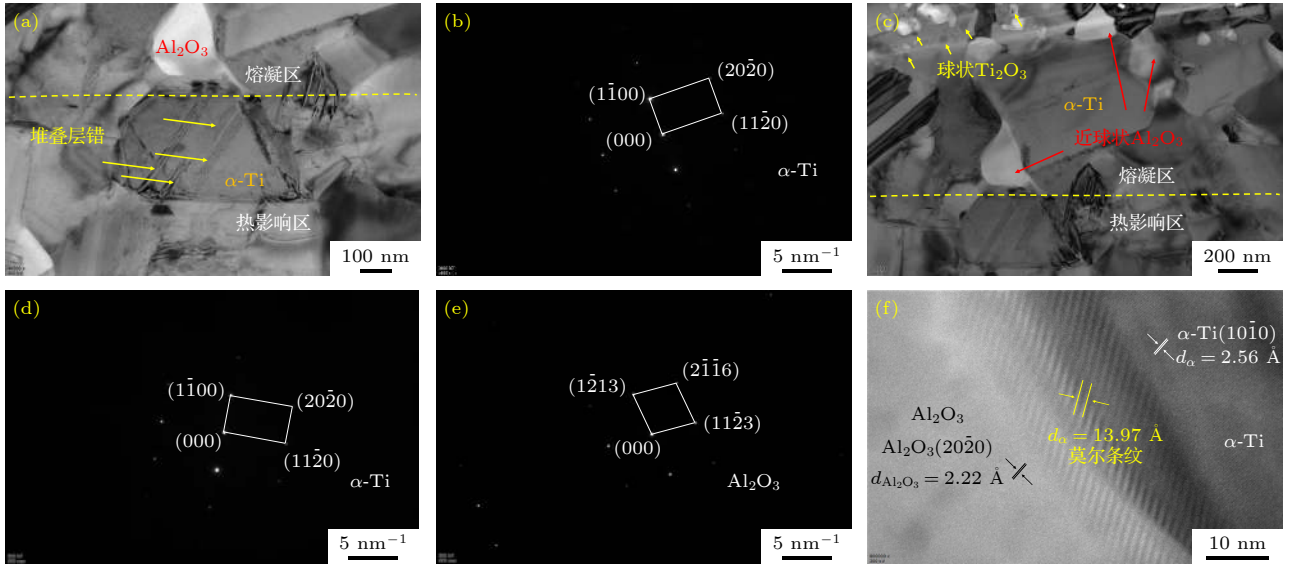 (a)
Al₂O₃
熔凝区
堆叠层错
α-Ti
热影响区
100 nm
(b)
(11̄00)
(202̄0)
(000)
(112̄0)
α-Ti
5 nm⁻¹
(c)
球状Ti₂O₃
α-Ti
近球状Al₂O₃
熔凝区
热影响区
200 nm
(d)
(11̄00)
(202̄0)
(000)
(112̄0)
α-Ti
5 nm⁻¹
(e)
(12̄13)
(21̄1̄6)
(112̄3)
(000)
Al₂O₃
5 nm⁻¹
(f)
α-Ti(101̄0)
dα = 2.56 Å
Al₂O₃
dα = 13.97 Å
α-Ti
莫尔条纹
Al₂O₃(202̄0)
d_Al₂O₃ = 2.22 Å
10 nm